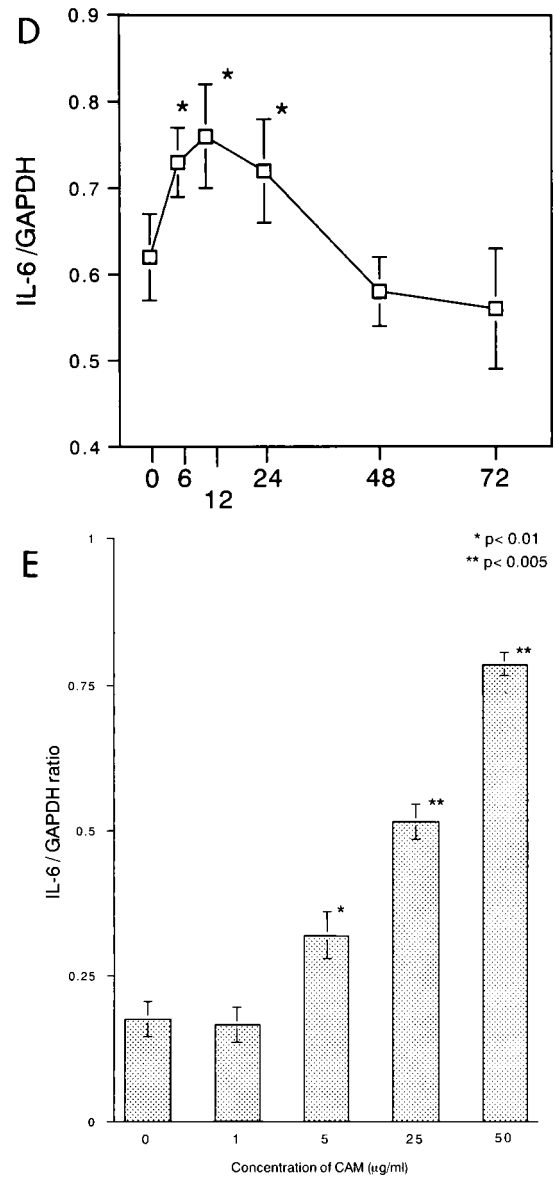 D
0.9
0.8
0.7
0.6
0.5
0.4
IL-6 /GAPDH
*
*
*
0 6 24 48 72
12
E
* p< 0.01
** p< 0.005
1
0.75
0.5
0.25
0
IL-6 / GAPDH ratio
*
**
**
0 1 5 25 50
Concentration of CAM (μg/ml)